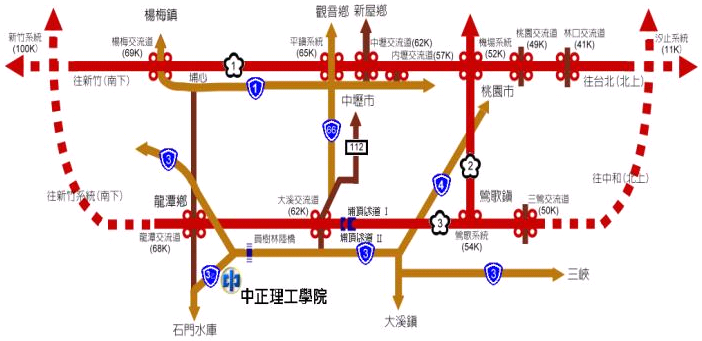 楊梅鎮
觀音鄉
新屋鄉
新竹系統
(100K)
楊梅交流道
(69K)
平鎮系統
(65K)
中壢交流道(62K)
內壢交流道(57K)
機場系統
(52K)
桃園交流道
(49K)
林口交流道
(41K)
汐止系統
(11K)
1
往新竹(南下)
埔心
往台北(北上)
1
中壢市
桃園市
66
112
3
4
2
往新竹系統(南下)
往中和(北上)
龍潭鄉
大溪交流道
(62K)
埔頂
I
鶯歌鎮
三鶯交流道
(50K)
3
龍潭交流道
(68K)
員樹林陸橋
埔頂
II
鶯歌系統
(54K)
3
3
3
三峽
中正理工學院
石門水庫
大溪鎮